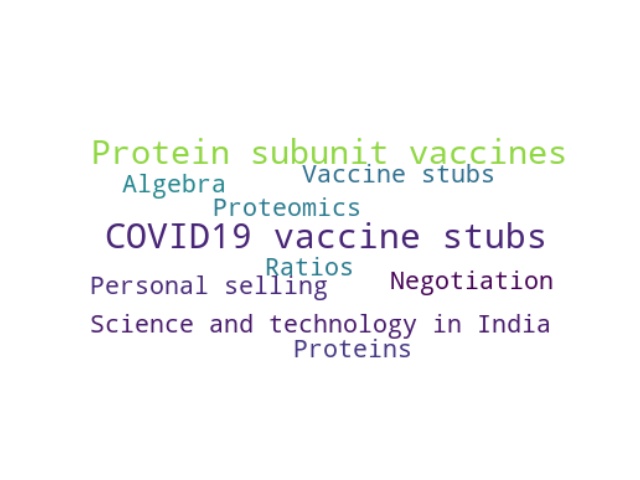 Protein subunit vaccines
Vaccine stubs
Algebra
Proteomics
COVID19 vaccine stubs
Ratios
Negotiation
Personal selling
Science and technology in India
Proteins